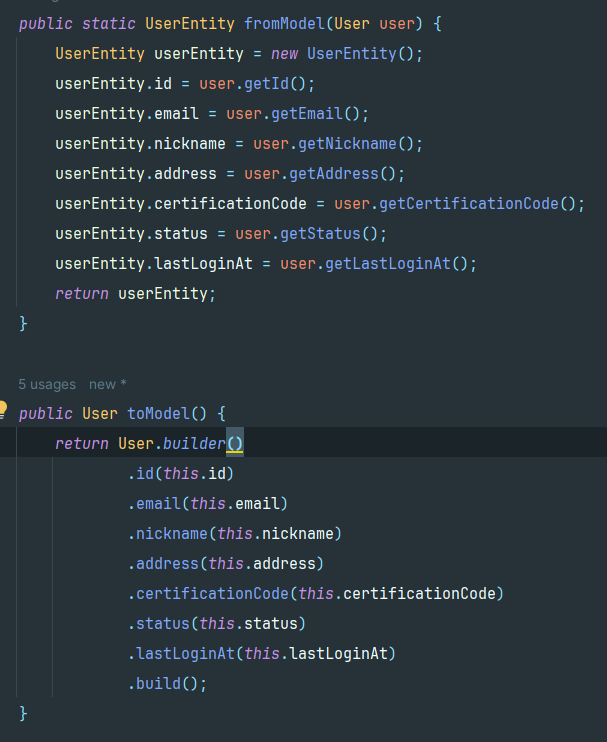 public static UserEntity fromModel(User user) {
UserEntity userEntity = new UserEntity();
userEntity.id = user.getId();
userEntity.email = user.getEmail();
userEntity.nickname = user.getNickname();
userEntity.address = user.getAddress();
userEntity.certificationCode = user.getCertificationCode();
userEntity.status = user.getStatus();
userEntity.lastLoginAt = user.getLastLoginAt();
return userEntity;
}
5 usages new *
public User toModel() {
return User.builder()
.id(this.id)
.email(this.email)
.nickname(this.nickname)
.address(this.address)
.certificationCode(this.certificationCode)
.status(this.status)
.lastLoginAt(this.lastLoginAt)
.build();
}